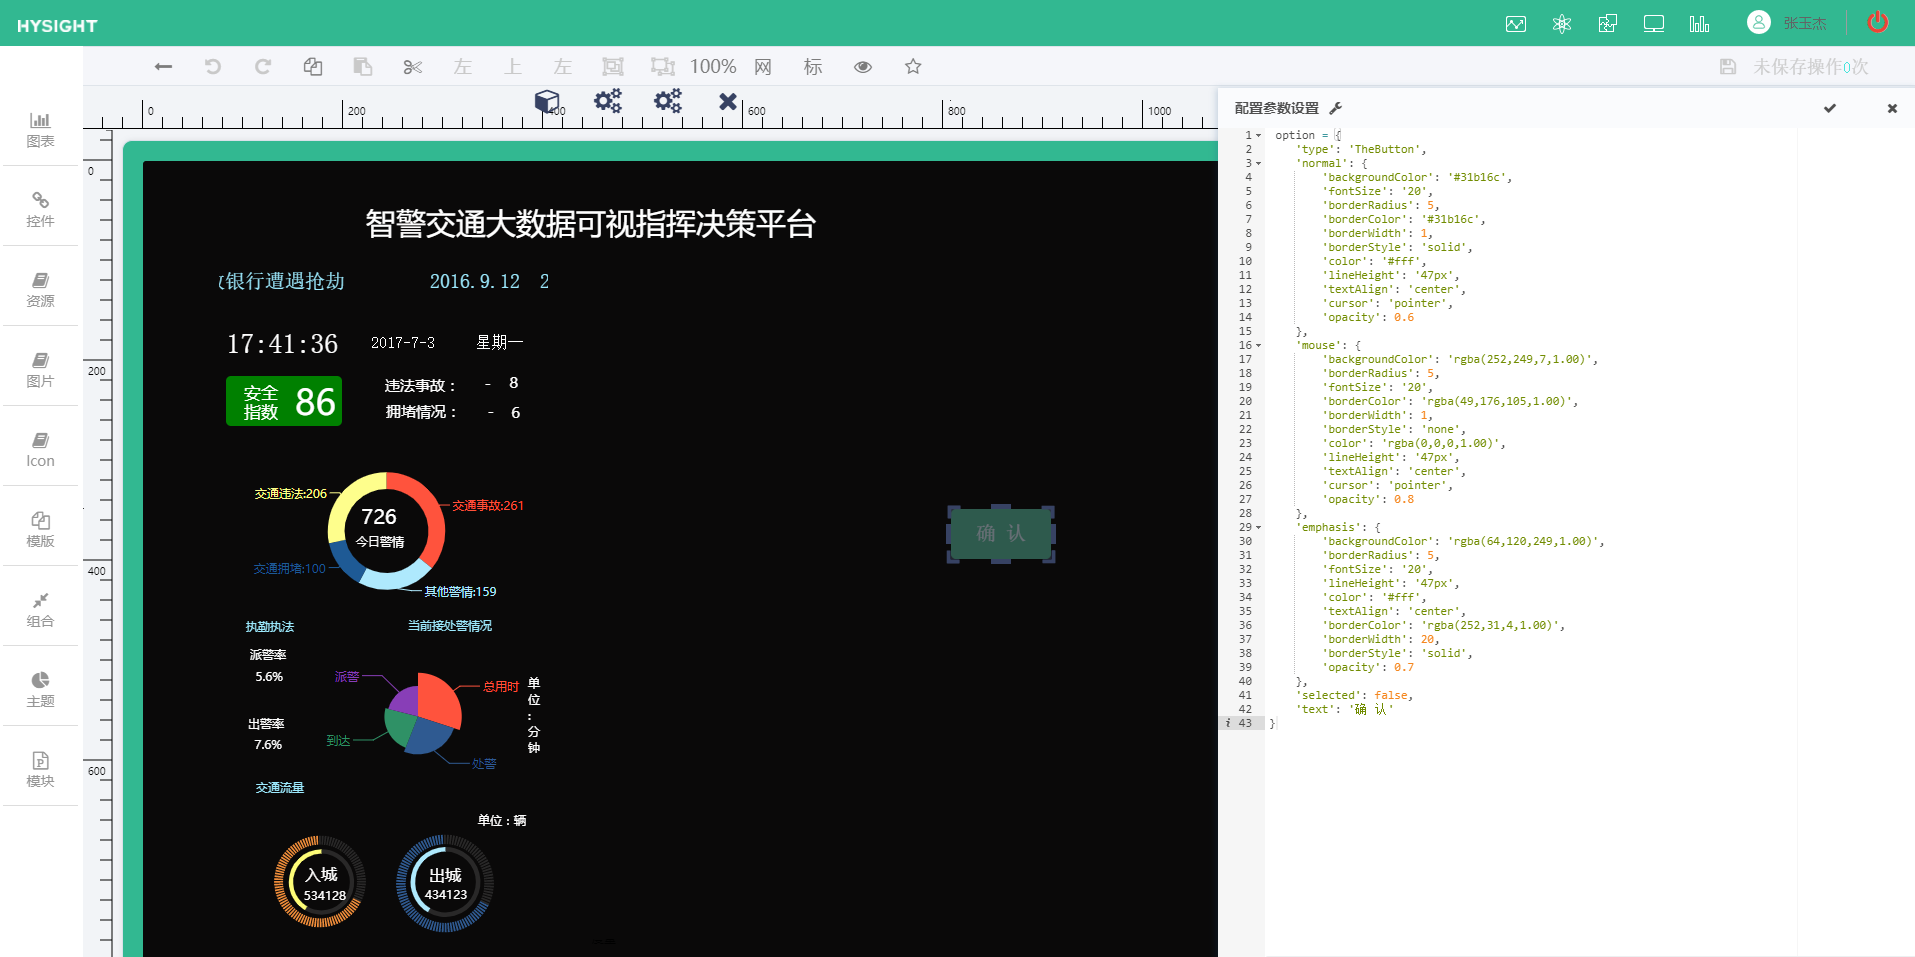 HYSIGHT
张玉杰
左 上 左 100% 网 标
未保存操作0次
图表
控件
资源
图片
Icon
模版
组合
主题
模块
0 200 400 600 800 1000
0
200
400
600
智警交通大数据可视指挥决策平台
银行遭遇抢劫 2016.9.12 2
17:41:36 2017-7-3 星期一
安全
指数
86
违法事故： - 8
拥堵情况： - 6
交通违法:206
交通事故:261
726
今日警情
交通拥堵:100
其他警情:159
执勤执法
当前接处警情况
派警率
5.6%
出警率
7.6%
派警
总用时
到达
处警
单位：分钟
交通流量
单位：辆
入城
534128
出城
434123
确 认
配置参数设置
1 option = {
2 'type': 'TheButton',
3 'normal': {
4 'backgroundColor': '#31b16c',
5 'fontSize': '20',
6 'borderRadius': 5,
7 'borderColor': '#31b16c',
8 'borderWidth': 1,
9 'borderStyle': 'solid',
10 'color': '#fff',
11 'lineHeight': '47px',
12 'textAlign': 'center',
13 'cursor': 'pointer',
14 'opacity': 0.6
15 },
16 'mouse': {
17 'backgroundColor': 'rgba(252,249,7,1.00)',
18 'borderRadius': 5,
19 'fontSize': '20',
20 'borderColor': 'rgba(49,176,105,1.00)',
21 'borderWidth': 1,
22 'borderStyle': 'none',
23 'color': 'rgba(0,0,0,1.00)',
24 'lineHeight': '47px',
25 'textAlign': 'center',
26 'cursor': 'pointer',
27 'opacity': 0.8
28 },
29 'emphasis': {
30 'backgroundColor': 'rgba(64,120,249,1.00)',
31 'borderRadius': 5,
32 'fontSize': '20',
33 'lineHeight': '47px',
34 'color': '#fff',
35 'textAlign': 'center',
36 'borderColor': 'rgba(252,31,4,1.00)',
37 'borderWidth': 20,
38 'borderStyle': 'solid',
39 'opacity': 0.7
40 },
41 'selected': false,
42 'text': '确 认'
i 43 }